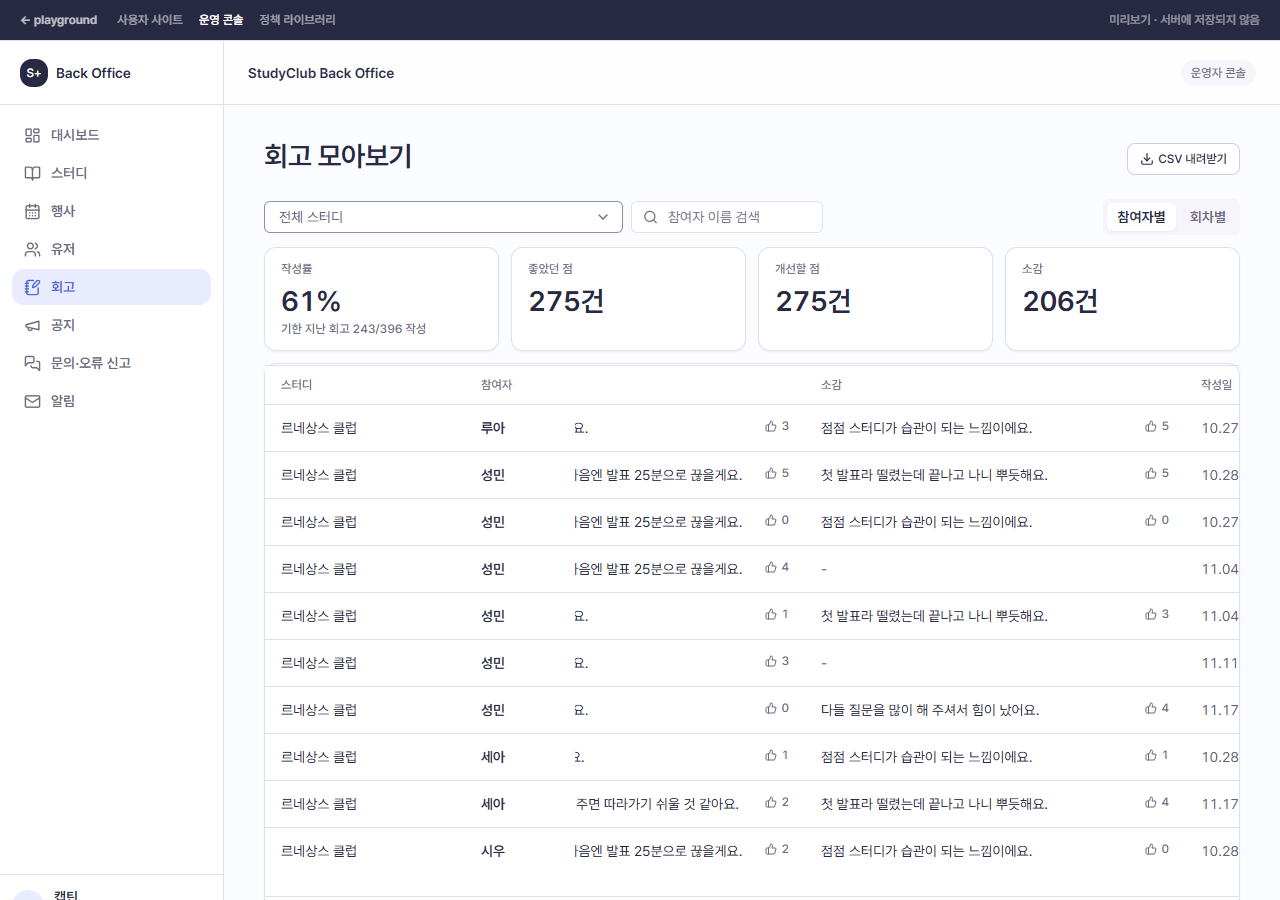 ← playground 사용자 사이트 운영 콘솔 정책 라이브러리 미리보기 · 서버에 저장되지 않음
S+ Back Office
StudyClub Back Office
운영자 콘솔
대시보드
스터디
행사
유저
회고
공지
문의·오류 신고
알림
캡틴
회고 모아보기
CSV 내려받기
전체 스터디
참여자 이름 검색
참여자별 회차별
작성률
61%
기한 지난 회고 243/396 작성
좋았던 점
275건
개선할 점
275건
소감
206건
스터디 참여자 소감 작성일
르네상스 클럽 루아 요. 3 점점 스터디가 습관이 되는 느낌이에요. 5 10.27
르네상스 클럽 성민 음엔 발표 25분으로 끊을게요. 5 첫 발표라 떨렸는데 끝나고 나니 뿌듯해요. 5 10.28
르네상스 클럽 성민 음엔 발표 25분으로 끊을게요. 0 점점 스터디가 습관이 되는 느낌이에요. 0 10.27
르네상스 클럽 성민 음엔 발표 25분으로 끊을게요. 4 - 11.04
르네상스 클럽 성민 요. 1 첫 발표라 떨렸는데 끝나고 나니 뿌듯해요. 3 11.04
르네상스 클럽 성민 요. 3 - 11.11
르네상스 클럽 성민 요. 0 다들 질문을 많이 해 주셔서 힘이 났어요. 4 11.17
르네상스 클럽 세아 요. 1 점점 스터디가 습관이 되는 느낌이에요. 1 10.28
르네상스 클럽 세아 주면 따라가기 쉬울 것 같아요. 2 첫 발표라 떨렸는데 끝나고 나니 뿌듯해요. 4 11.17
르네상스 클럽 시우 음엔 발표 25분으로 끊을게요. 2 점점 스터디가 습관이 되는 느낌이에요. 0 10.28